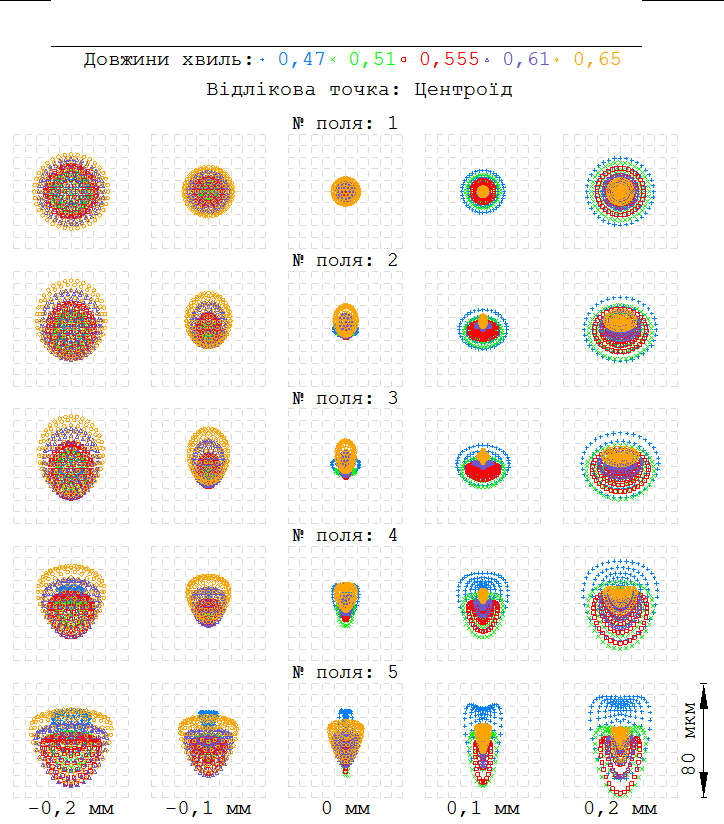 Довжини хвиль: 0,47 0,51 0,555 0,61 0,65
Відлікова точка: Центроїд
№ поля: 1
№ поля: 2
№ поля: 3
№ поля: 4
№ поля: 5
80 мкм
-0,2 мм -0,1 мм 0 мм 0,1 мм 0,2 мм